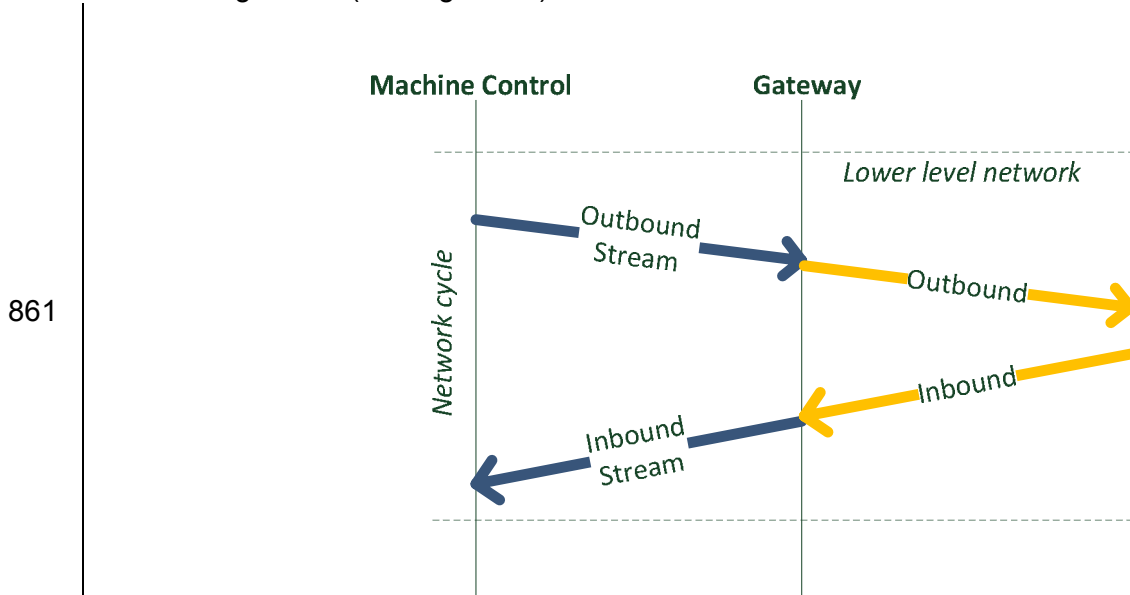 Machine Control
Gateway
Lower level network
Outbound
Stream
Outbound
861
Network cycle
Inbound
Inbound
Stream